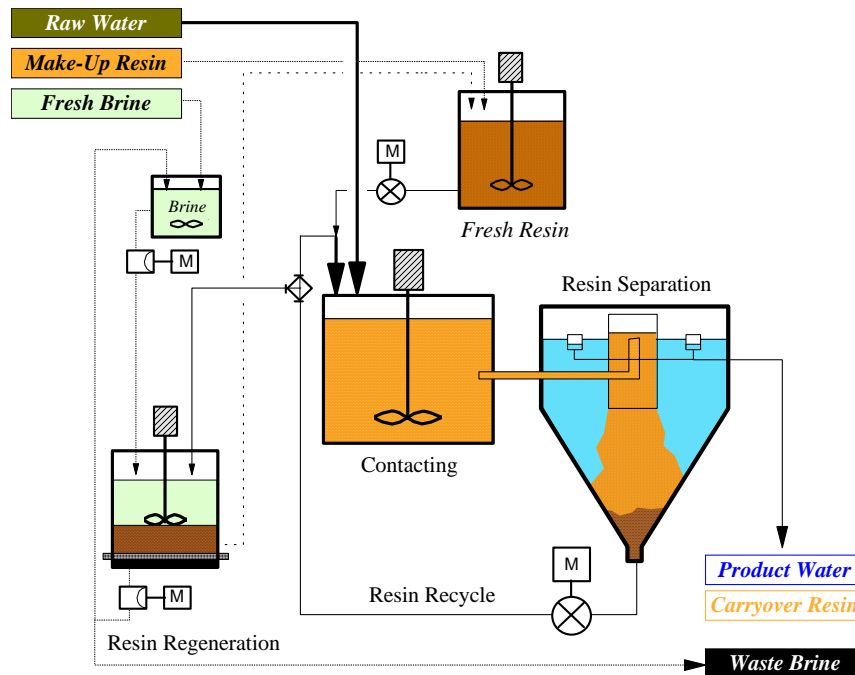 Raw Water
Make-Up Resin
Fresh Brine
M
Brine
M
Fresh Resin
Resin Separation
Contacting
M
Resin Recycle
M
Resin Regeneration
Product Water
Carryover Resin
Waste Brine